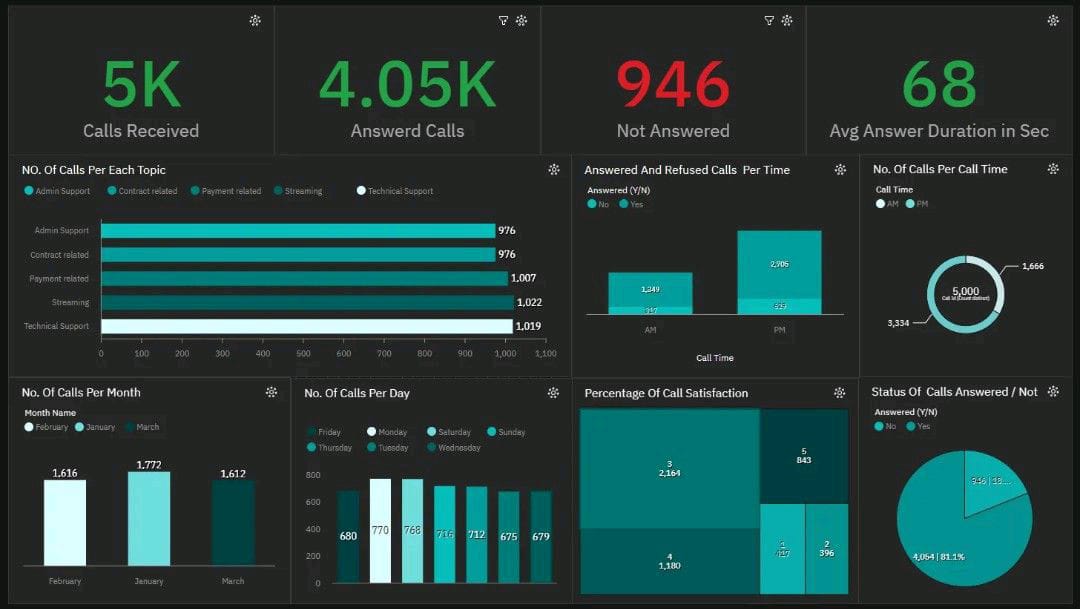 5K
Calls Received
4.05K
Answerd Calls
946
Not Answered
68
Avg Answer Duration in Sec
NO. Of Calls Per Each Topic
Admin Support
Contract related
Payment related
Streaming
Technical Support
Admin Support
976
Contract related
976
Payment related
1,007
Streaming
1,022
Technical Support
1,019
0 100 200 300 400 500 600 700 800 900 1,000 1,100
Answered And Refused Calls Per Time
Answered (Y/N)
No
Yes
2,705
1,349
317
629
AM
PM
Call Time
No. Of Calls Per Call Time
Call Time
AM
PM
1,666
5,000
Call Id (Count distinct)
3,334
No. Of Calls Per Month
Month Name
February
January
March
1.616
1.772
1,612
February
January
March
No. Of Calls Per Day
Friday
Monday
Saturday
Sunday
Thursday
Tuesday
Wednesday
800
600
400
200
0
680
770
768
716
712
675
679
Percentage Of Call Satisfaction
3
2,164
5
843
4
1,180
1
417
2
396
Status Of Calls Answered / Not
Answered (Y/N)
No
Yes
946 | 18...
4,054 | 81.1%